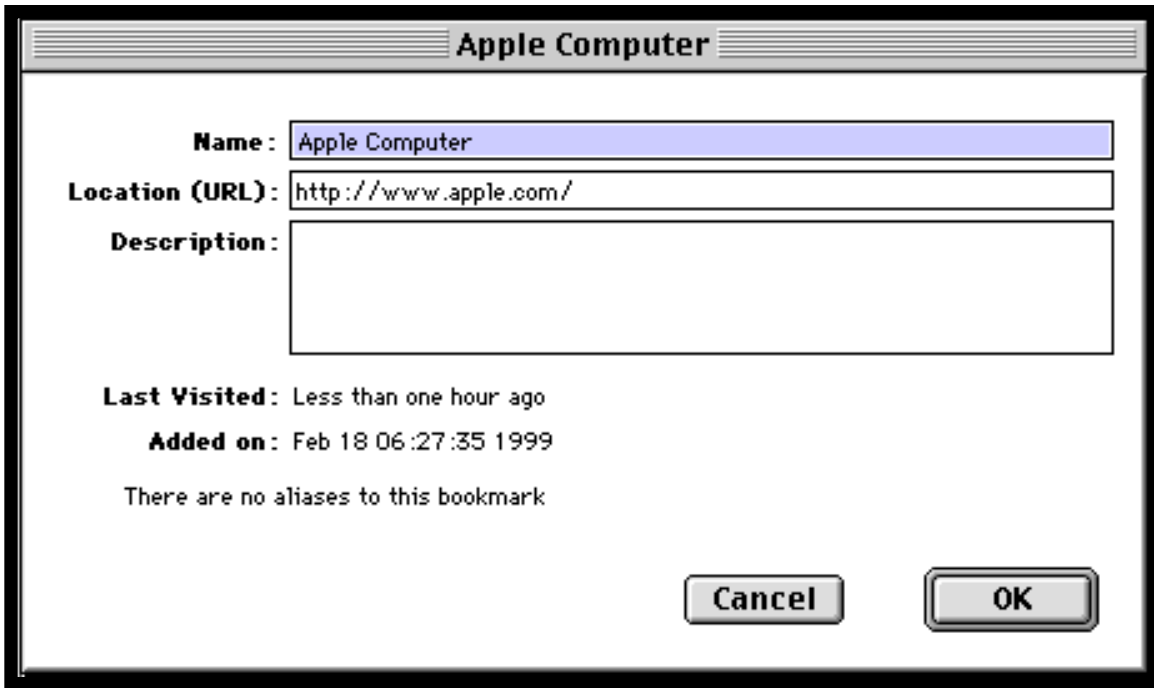 Apple Computer
Name: Apple Computer
Location (URL): http://www.apple.com/
Description:
Last Visited: Less than one hour ago
Added on: Feb 18 06:27:35 1999
There are no aliases to this bookmark
Cancel OK